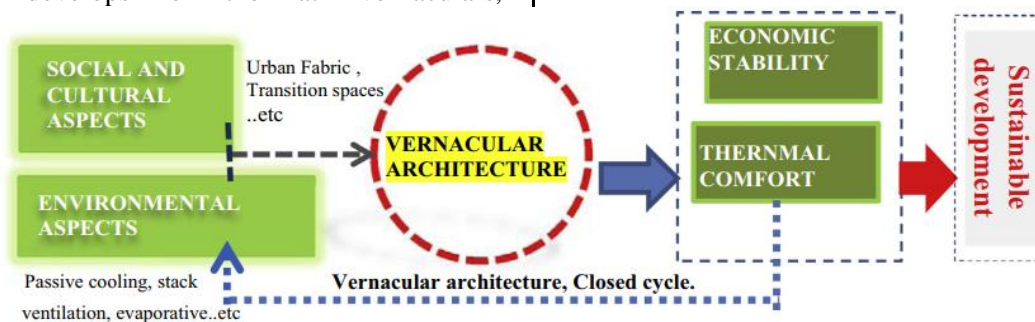 SOCIAL AND
CULTURAL
ASPECTS
Urban Fabric ,
Transition spaces
..etc
VERNACULAR
ARCHITECTURE
ECONOMIC
STABILITY
THERNMAL
COMFORT
Sustainable
development
ENVIRONMENTAL
ASPECTS
Passive cooling, stack
ventilation, evaporative..etc
Vernacular architecture, Closed cycle.